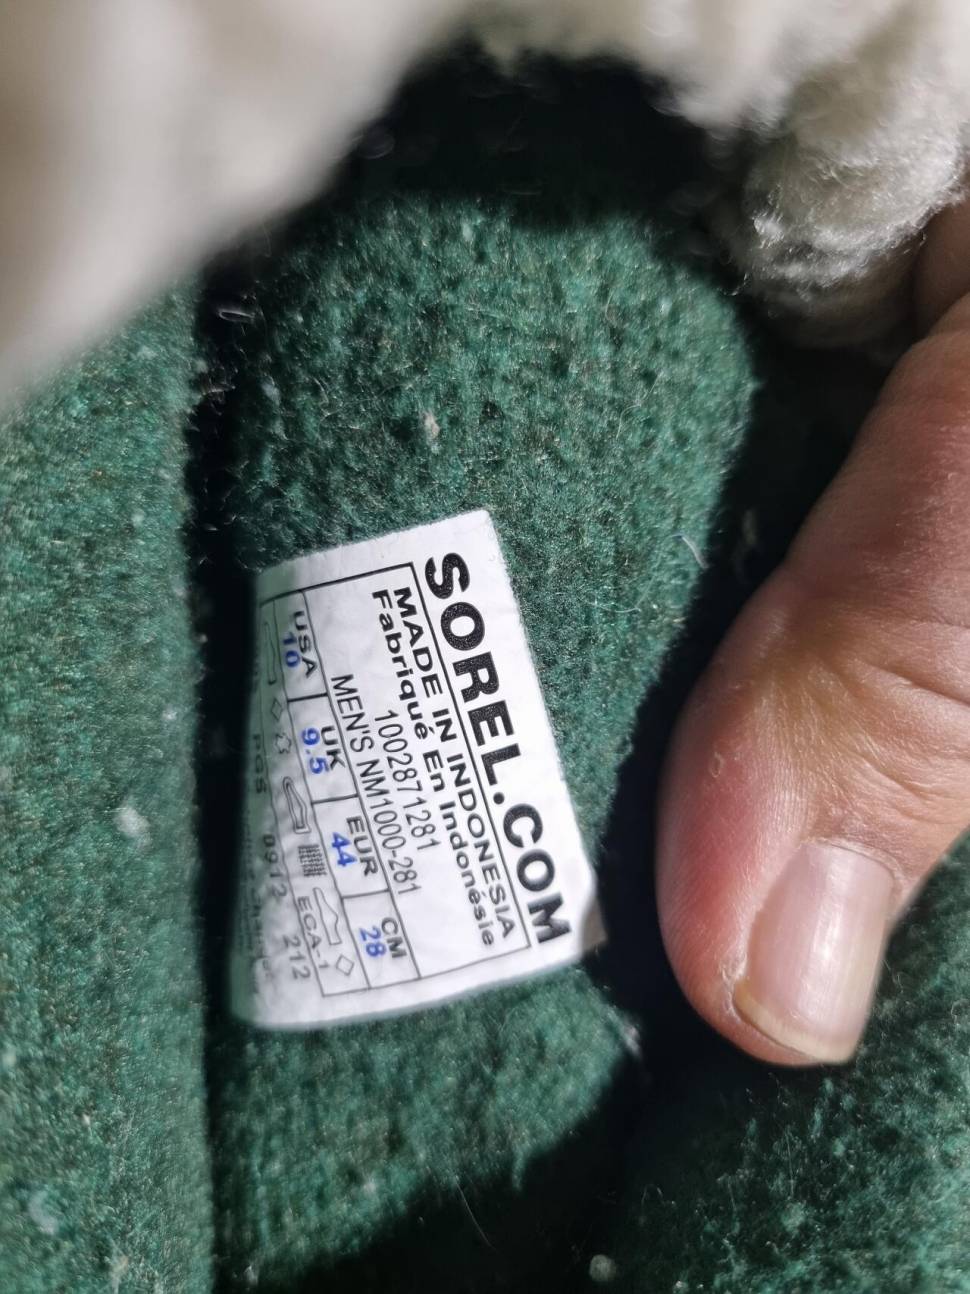 SOREL.COM
MADE IN INDONESIA
Fabriqué En Indonésie
1002871281
MEN'S NM1000-281
USA UK EUR CM
10 9.5 44 28
ECA-1
0912 212